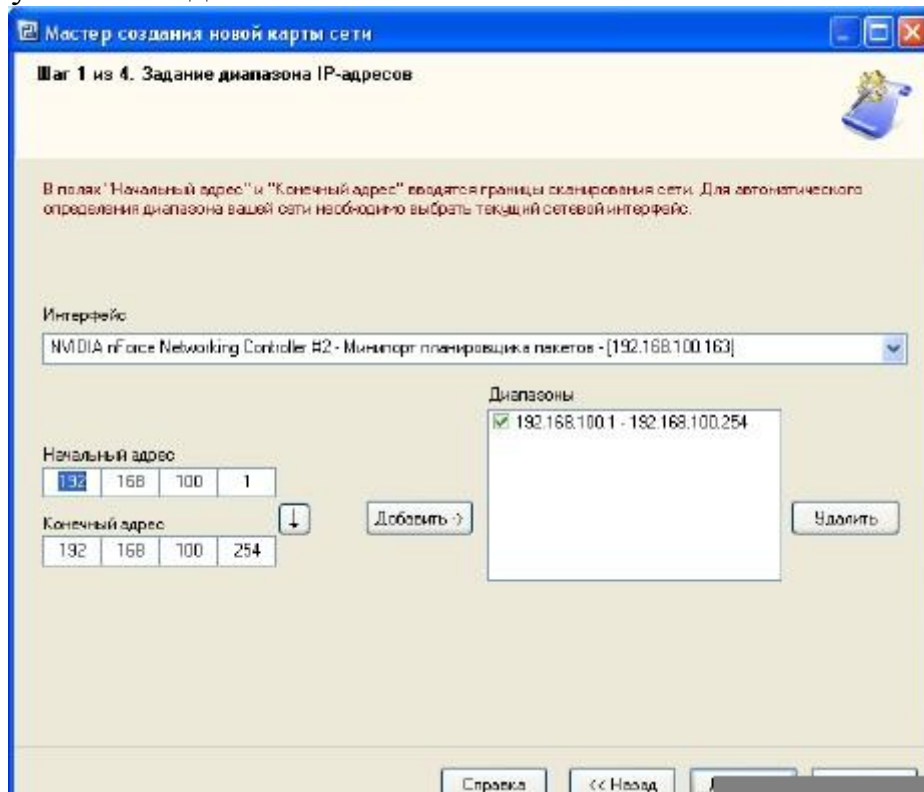 Мастер создания новой карты сети
Шаг 1 из 4. Задание диапазона IP-адресов
В полях "Начальный адрес" и "Конечный адрес" вводятся границы сканирования сети. Для автоматического
определения диапазона вашей сети необходимо выбрать текущий сетевой интерфейс.
Интерфейс
NVIDIA nForce Networking Controller #2 - Минипорт планировщика пакетов - [192.168.100.163]
Диапазоны
192.168.100.1 - 192.168.100.254
Начальный адрес
192 168 100 1
Конечный адрес
192 168 100 254
↓
Добавить ->
Удалить
Справка
<< Назад